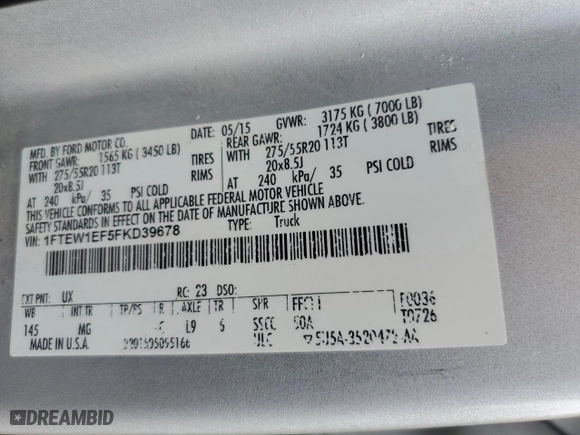 MFD. BY FORD MOTOR CO.
DATE: 05/15 GVWR: 3175 KG ( 7000 LB)
FRONT GAWR: 1565 KG ( 3450 LB)
REAR GAWR: 1724 KG ( 3800 LB)
WITH 275/55R20 113T TIRES
WITH 275/55R20 113T TIRES
20x8.5J RIMS
20x8.5J RIMS
AT 240 kPa/ 35 PSI COLD
AT 240 kPa/ 35 PSI COLD
THIS VEHICLE CONFORMS TO ALL APPLICABLE FEDERAL MOTOR VEHICLE
SAFETY STANDARDS IN EFFECT ON THE DATE OF MANUFACTURE SHOWN ABOVE.
VIN: 1FTEW1EF5FKD39678
TYPE: Truck
EXT PNT: UX RC: 23 DSO:
WB INT TR TP/PS R AXLE TR SPR
145 MG L9 6
MADE IN U.S.A.
DREAMBID
DREAMBID